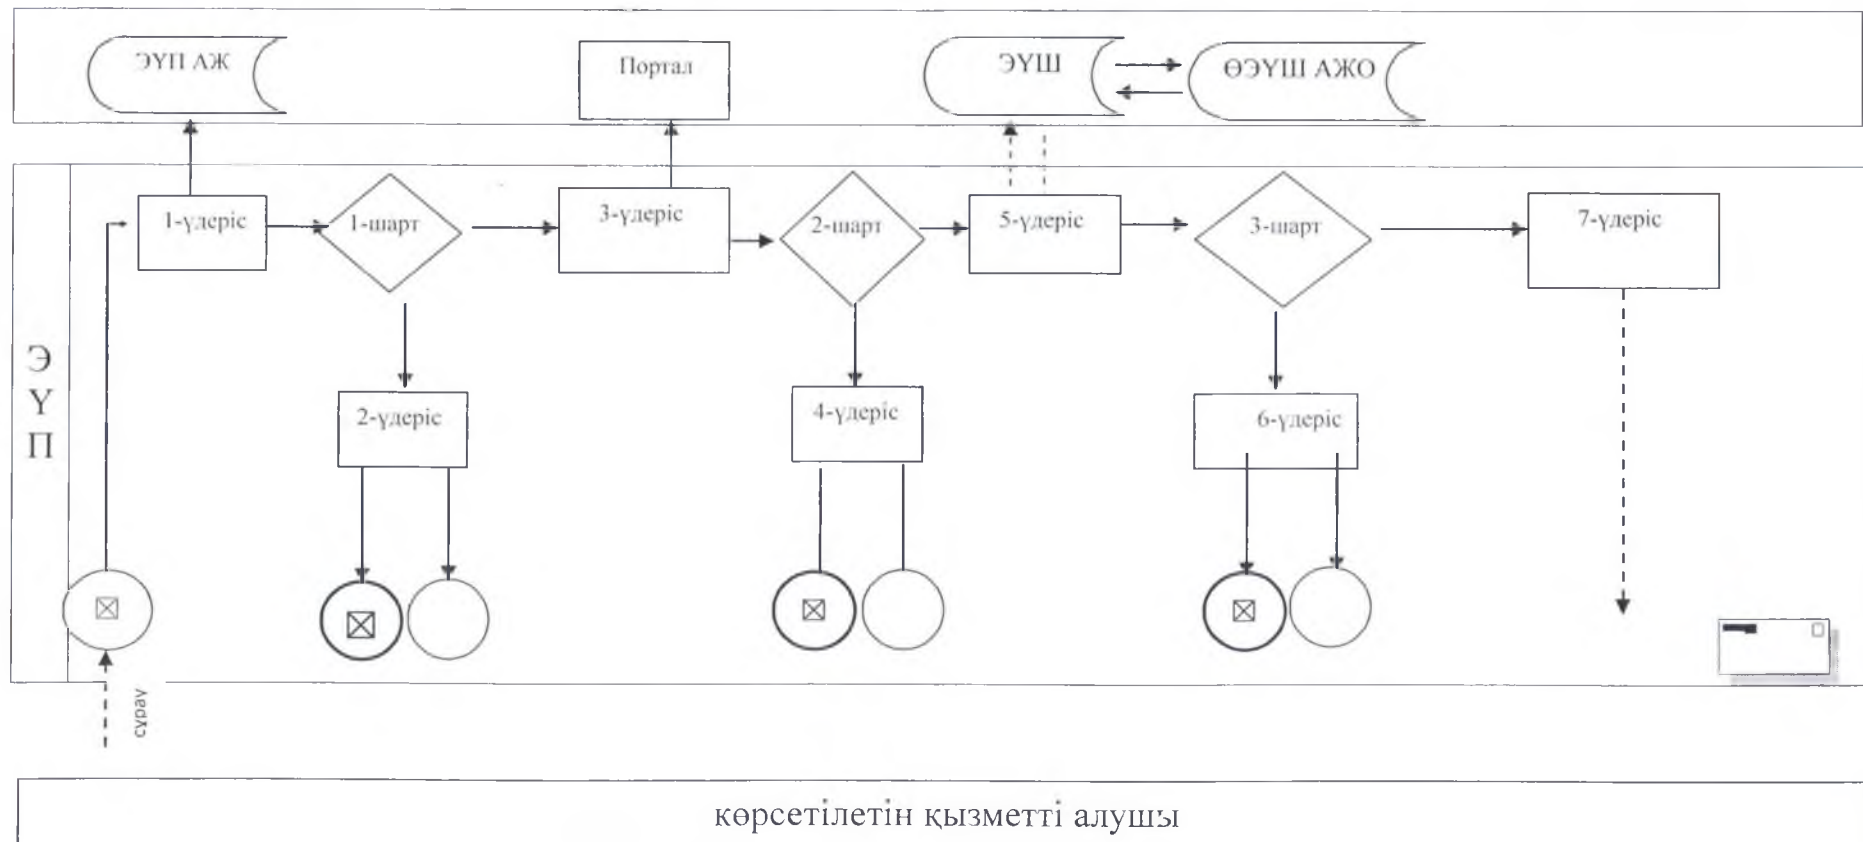 ЭҮП АЖ
Портал
ЭҮШ
ӨЭҮШ АЖО
1-үдеріс
1-шарт
3-үдеріс
2-шарт
5-үдеріс
3-шарт
7-үдеріс
Э
Ү
П
2-үдеріс
4-үдеріс
6-үдеріс
сұрау
көрсетілетін қызметті алушы